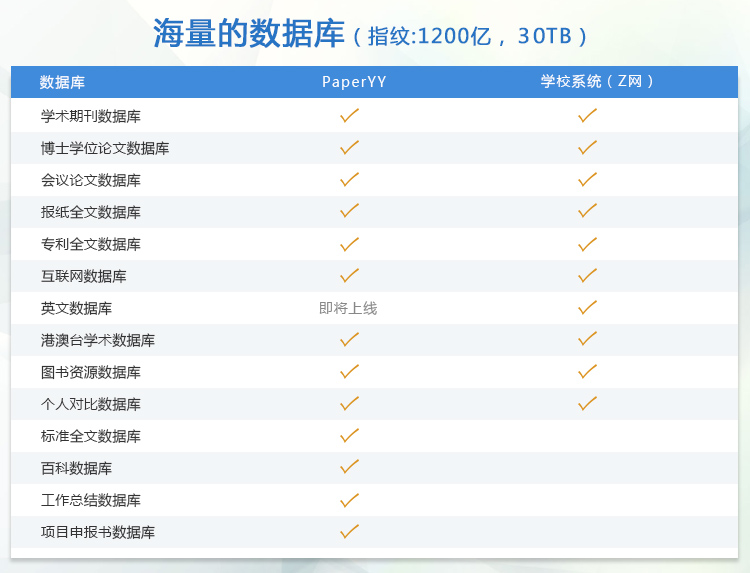 海量的数据库（指纹:1200亿，30TB）
数据库 PaperYY 学校系统（Z网）
学术期刊数据库
博士学位论文数据库
会议论文数据库
报纸全文数据库
专利全文数据库
互联网数据库
英文数据库 即将上线
港澳台学术数据库
图书资源数据库
个人对比数据库
标准全文数据库
百科数据库
工作总结数据库
项目申报书数据库